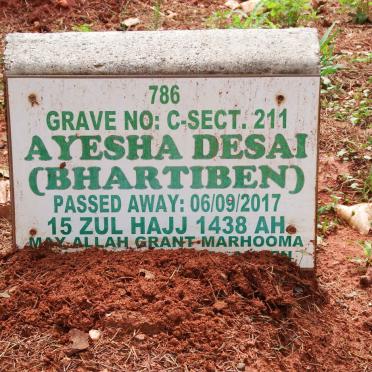 786
GRAVE NO: C-SECT. 211
AYESHA DESAI
(BHARTIBEN)
PASSED AWAY: 06/09/2017
15 ZUL HAJJ 1438 AH.
MAY ALLAH GRANT MARHOOMA